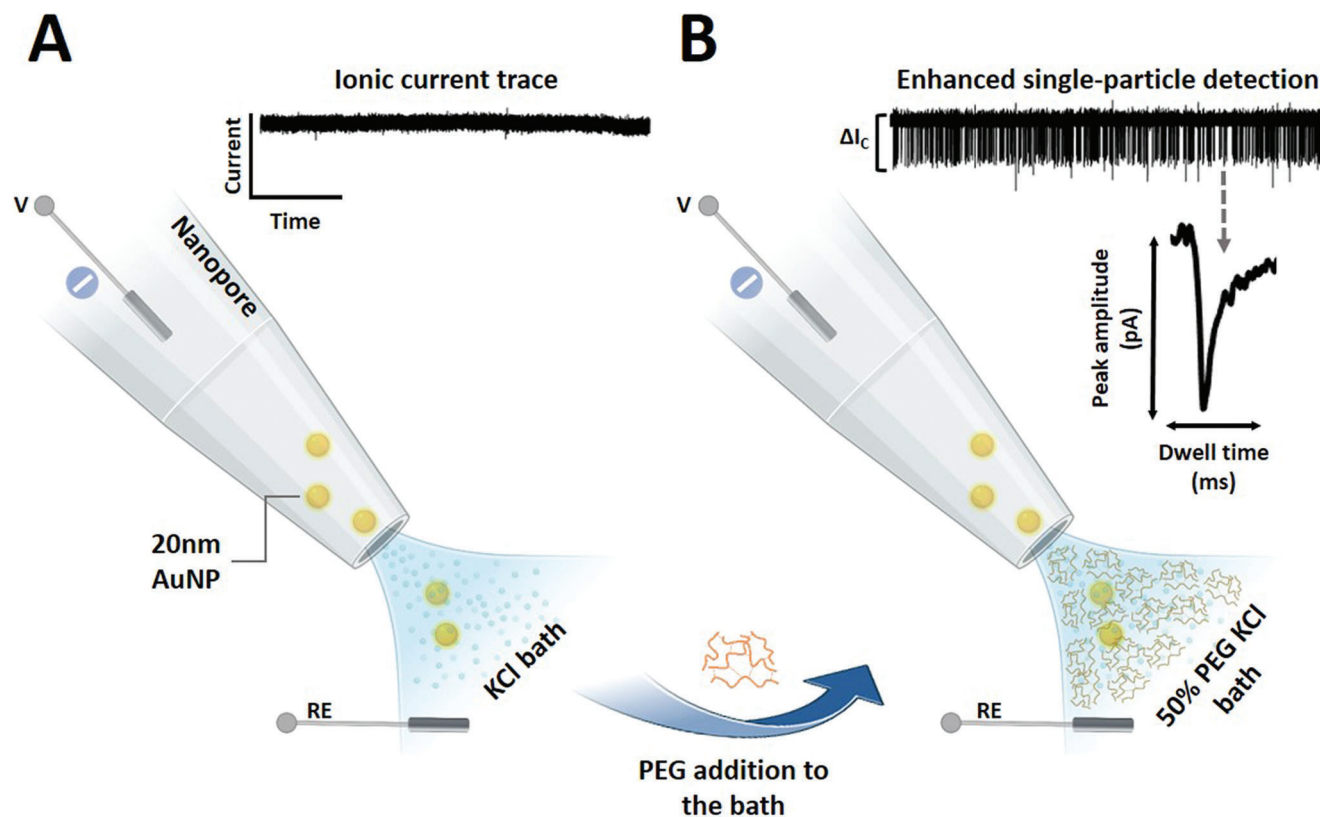 A
Ionic current trace
Current
Time
V
Nanopore
20nm
AuNP
KCl bath
RE
PEG addition to
the bath
B
Enhanced single-particle detection
ΔIC
V
Peak amplitude
(pA)
Dwell time
(ms)
50% PEG KCl
bath
RE